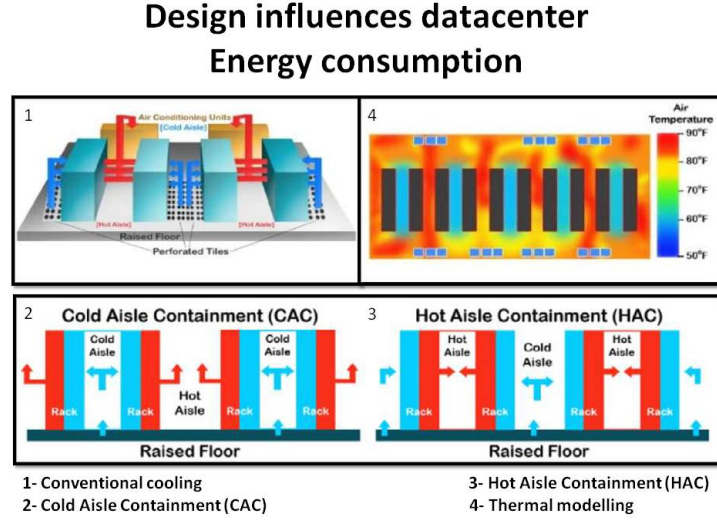 Design influences datacenter
Energy consumption
1
Air Conditioning Units
[Cold Aisle]
[Hot Aisle]
[Hot Aisle]
Raised Floor
Perforated Tiles
4
Air
Temperature
90°F
80°F
70°F
60°F
50°F
2
Cold Aisle Containment (CAC)
Cold
Aisle
Cold
Aisle
Hot
Aisle
Rack
Rack
Rack
Rack
Raised Floor
3
Hot Aisle Containment (HAC)
Hot
Aisle
Cold
Aisle
Hot
Aisle
Rack
Rack
Rack
Rack
Raised Floor
1- Conventional cooling
2- Cold Aisle Containment (CAC)
3- Hot Aisle Containment (HAC)
4- Thermal modelling